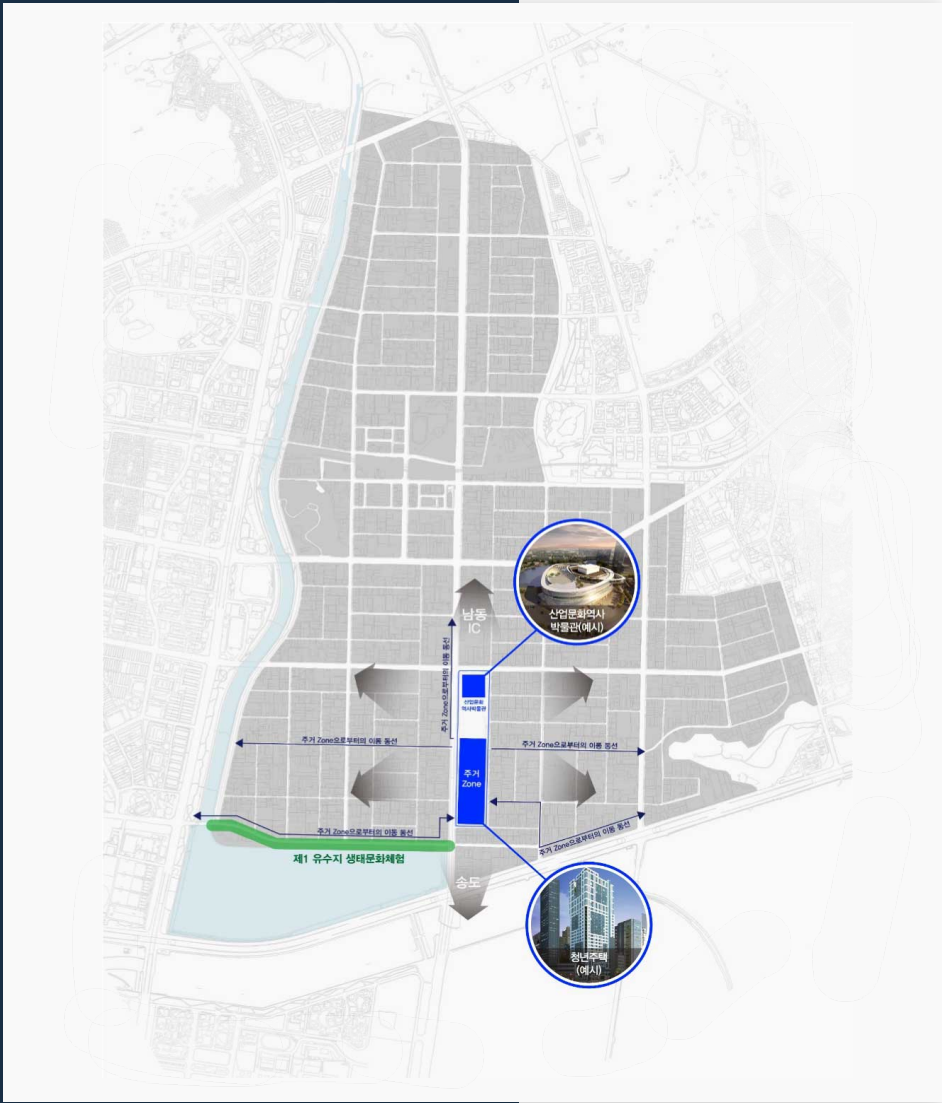 산업문화역사
박물관(예시)
남동
IC
주거 Zone으로부터의 이동 동선
산업문화
역사박물관
주거 Zone으로부터의 이동 동선
주거 Zone으로부터의 이동 동선
주거
Zone
주거 Zone으로부터의 이동 동선
주거 Zone으로부터의 이동 동선
제1 유수지 생태문화체험
송도
청년주택
(예시)